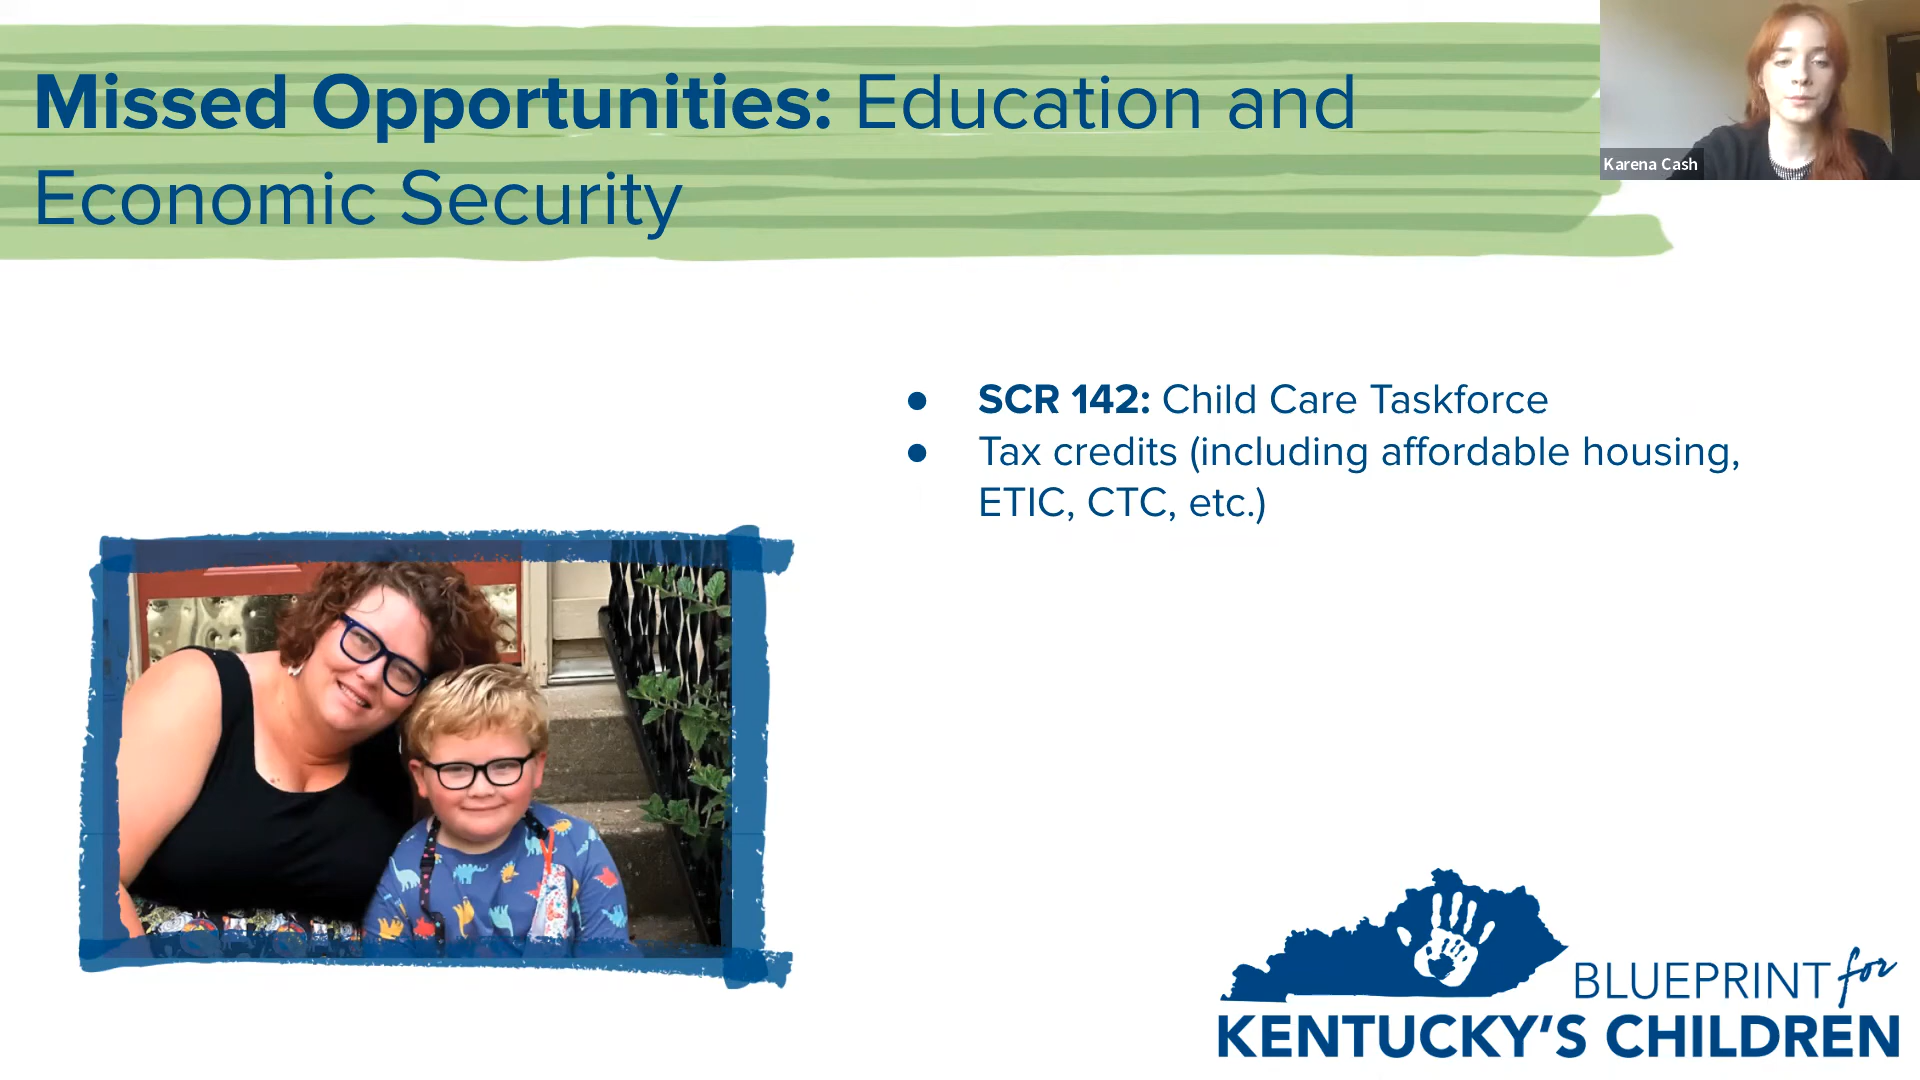 Missed Opportunities: Education and
Economic Security
Karena Cash
● SCR 142: Child Care Taskforce
● Tax credits (including affordable housing,
ETIC, CTC, etc.)
BLUEPRINT for
KENTUCKY'S CHILDREN